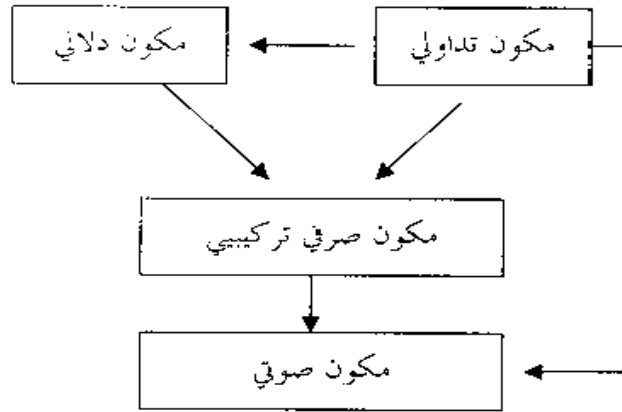 مكون تداولي
مكون دلالي
مكون صرفي تركيبي
مكون صوتي